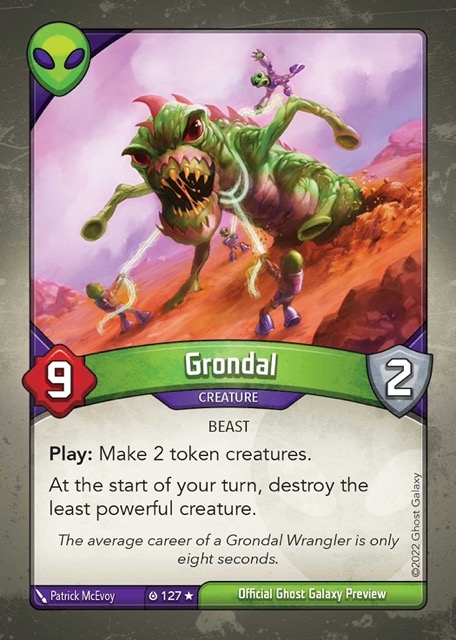 9
Grondal
2
CREATURE
BEAST
Play: Make 2 token creatures.
At the start of your turn, destroy the
least powerful creature.
The average career of a Grondal Wrangler is only
eight seconds.
©2022 Ghost Galaxy
Patrick McEvoy
127 ★
Official Ghost Galaxy Preview